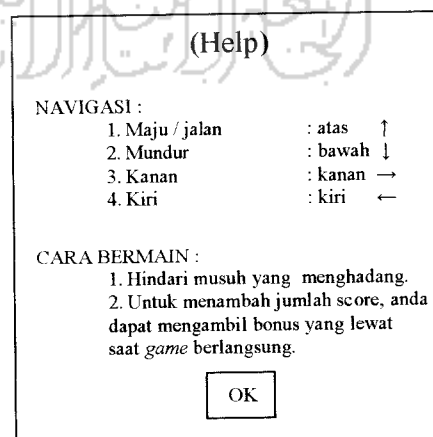 (Help)
NAVIGASI :
1. Maju / jalan : atas ↑
2. Mundur : bawah ↓
3. Kanan : kanan →
4. Kiri : kiri ←
CARA BERMAIN :
1. Hindari musuh yang menghadang.
2. Untuk menambah jumlah score, anda
dapat mengambil bonus yang lewat
saat game berlangsung.
OK